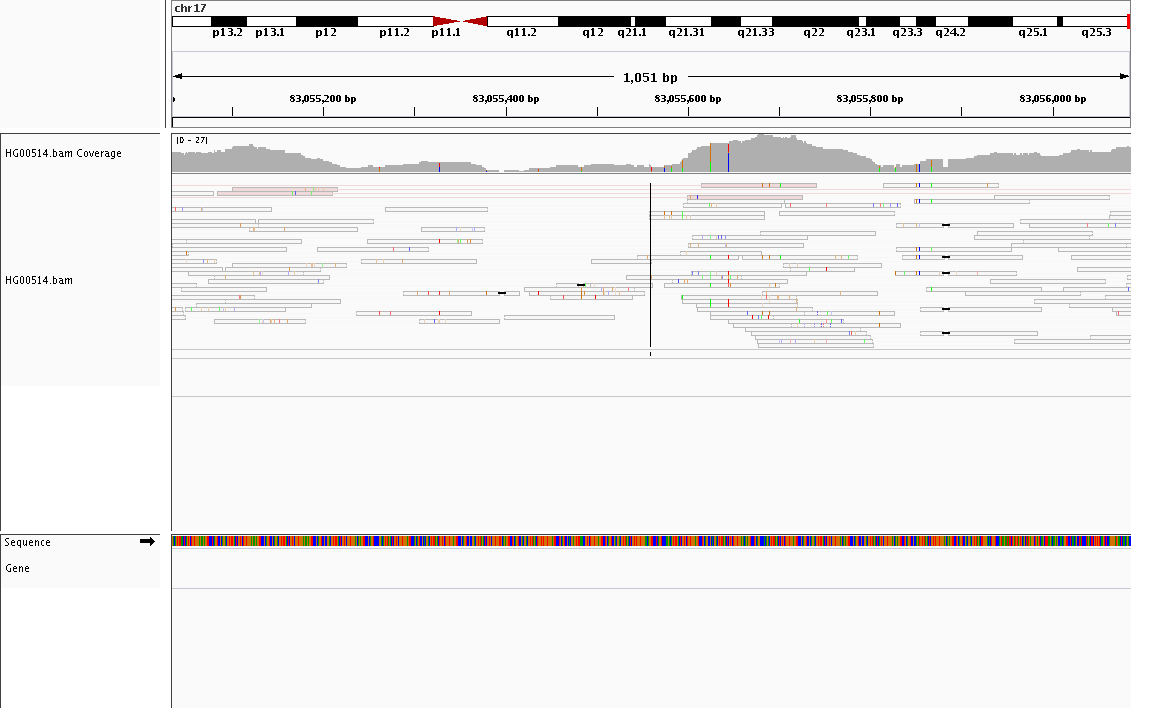 chr17
p13.2 p13.1 p12 p11.2 p11.1 q11.2 q12 q21.1 q21.31 q21.33 q22 q23.1 q23.3 q24.2 q25.1 q25.3
1,051 bp
83,055,200 bp 83,055,400 bp 83,055,600 bp 83,055,800 bp 83,056,000 bp
[0 - 27]
HG00514.bam Coverage
HG00514.bam
Sequence
Gene